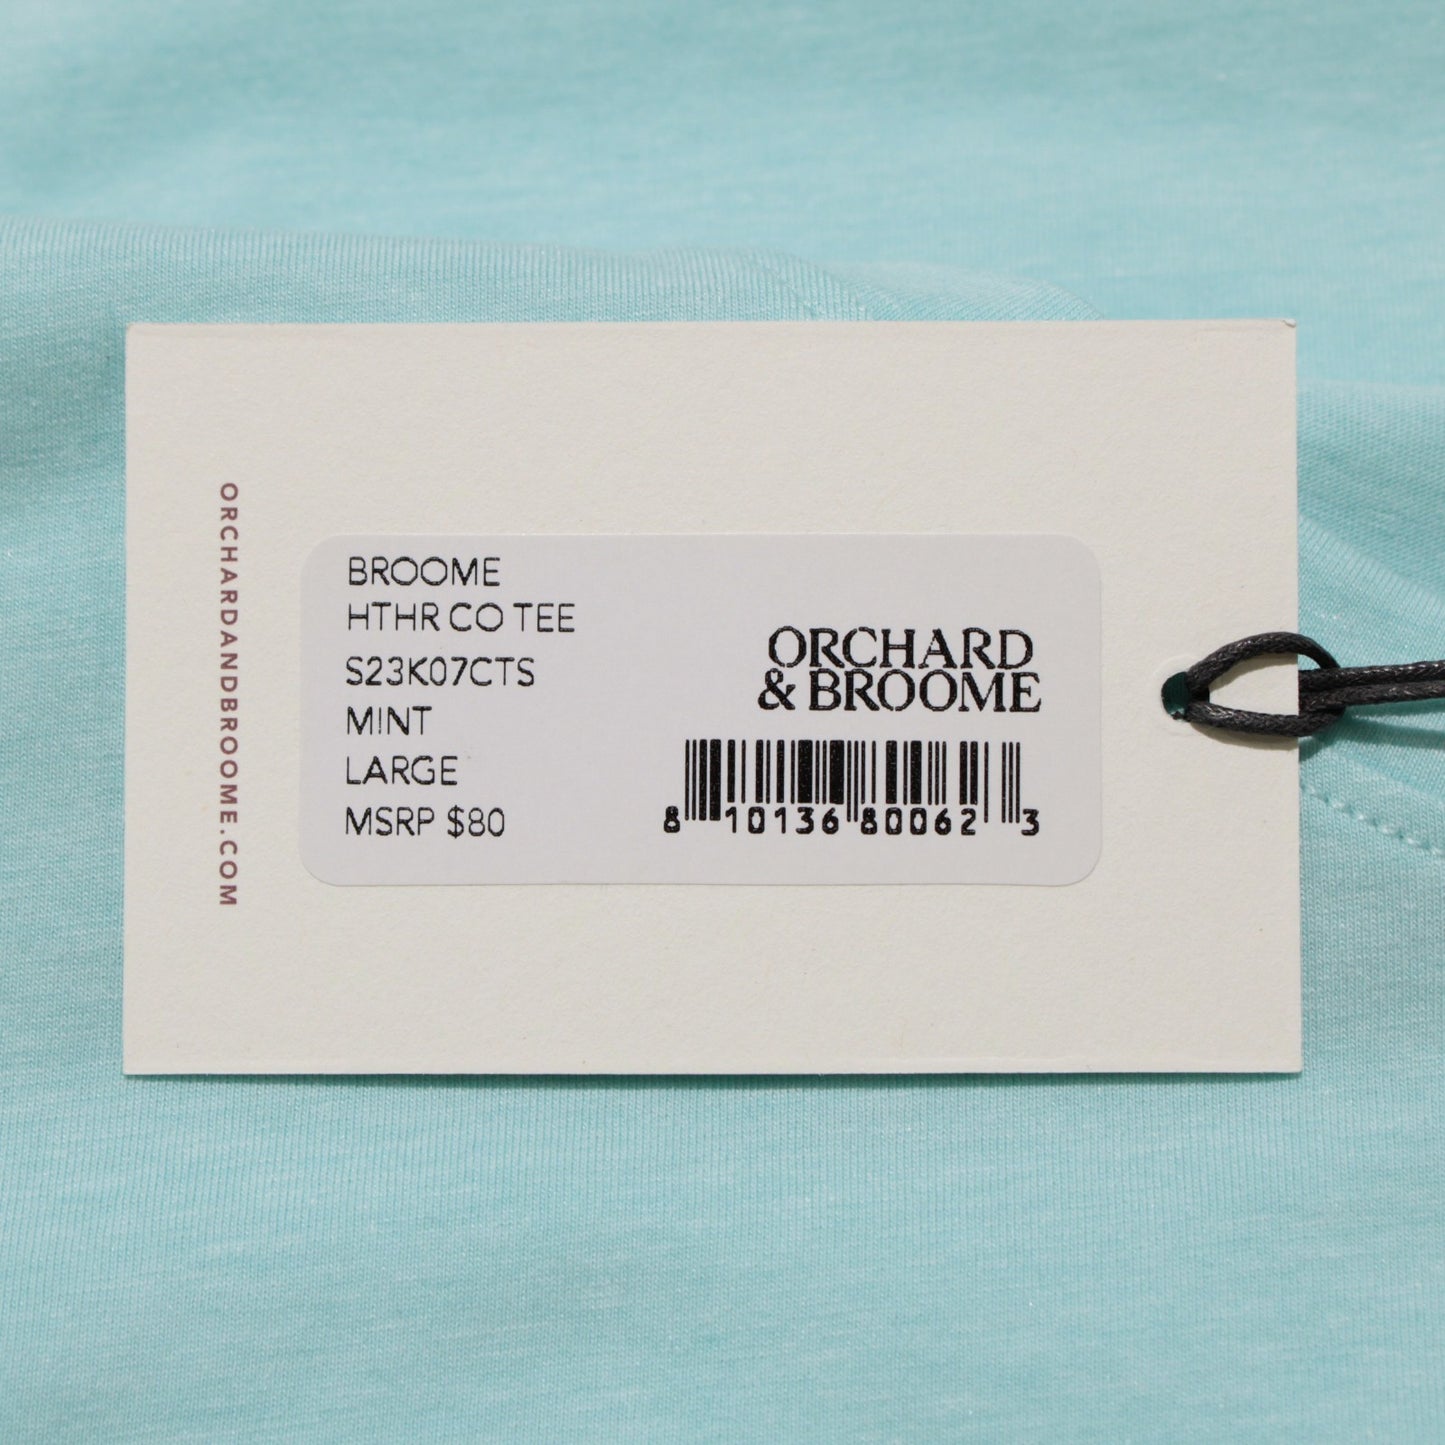 ORCHARDANDBROOME.COM
BROOME
HTHR CO TEE
S23K07CTS
MINT
LARGE
MSRP $80
ORCHARD
& BROOME
8 10136 80062 3